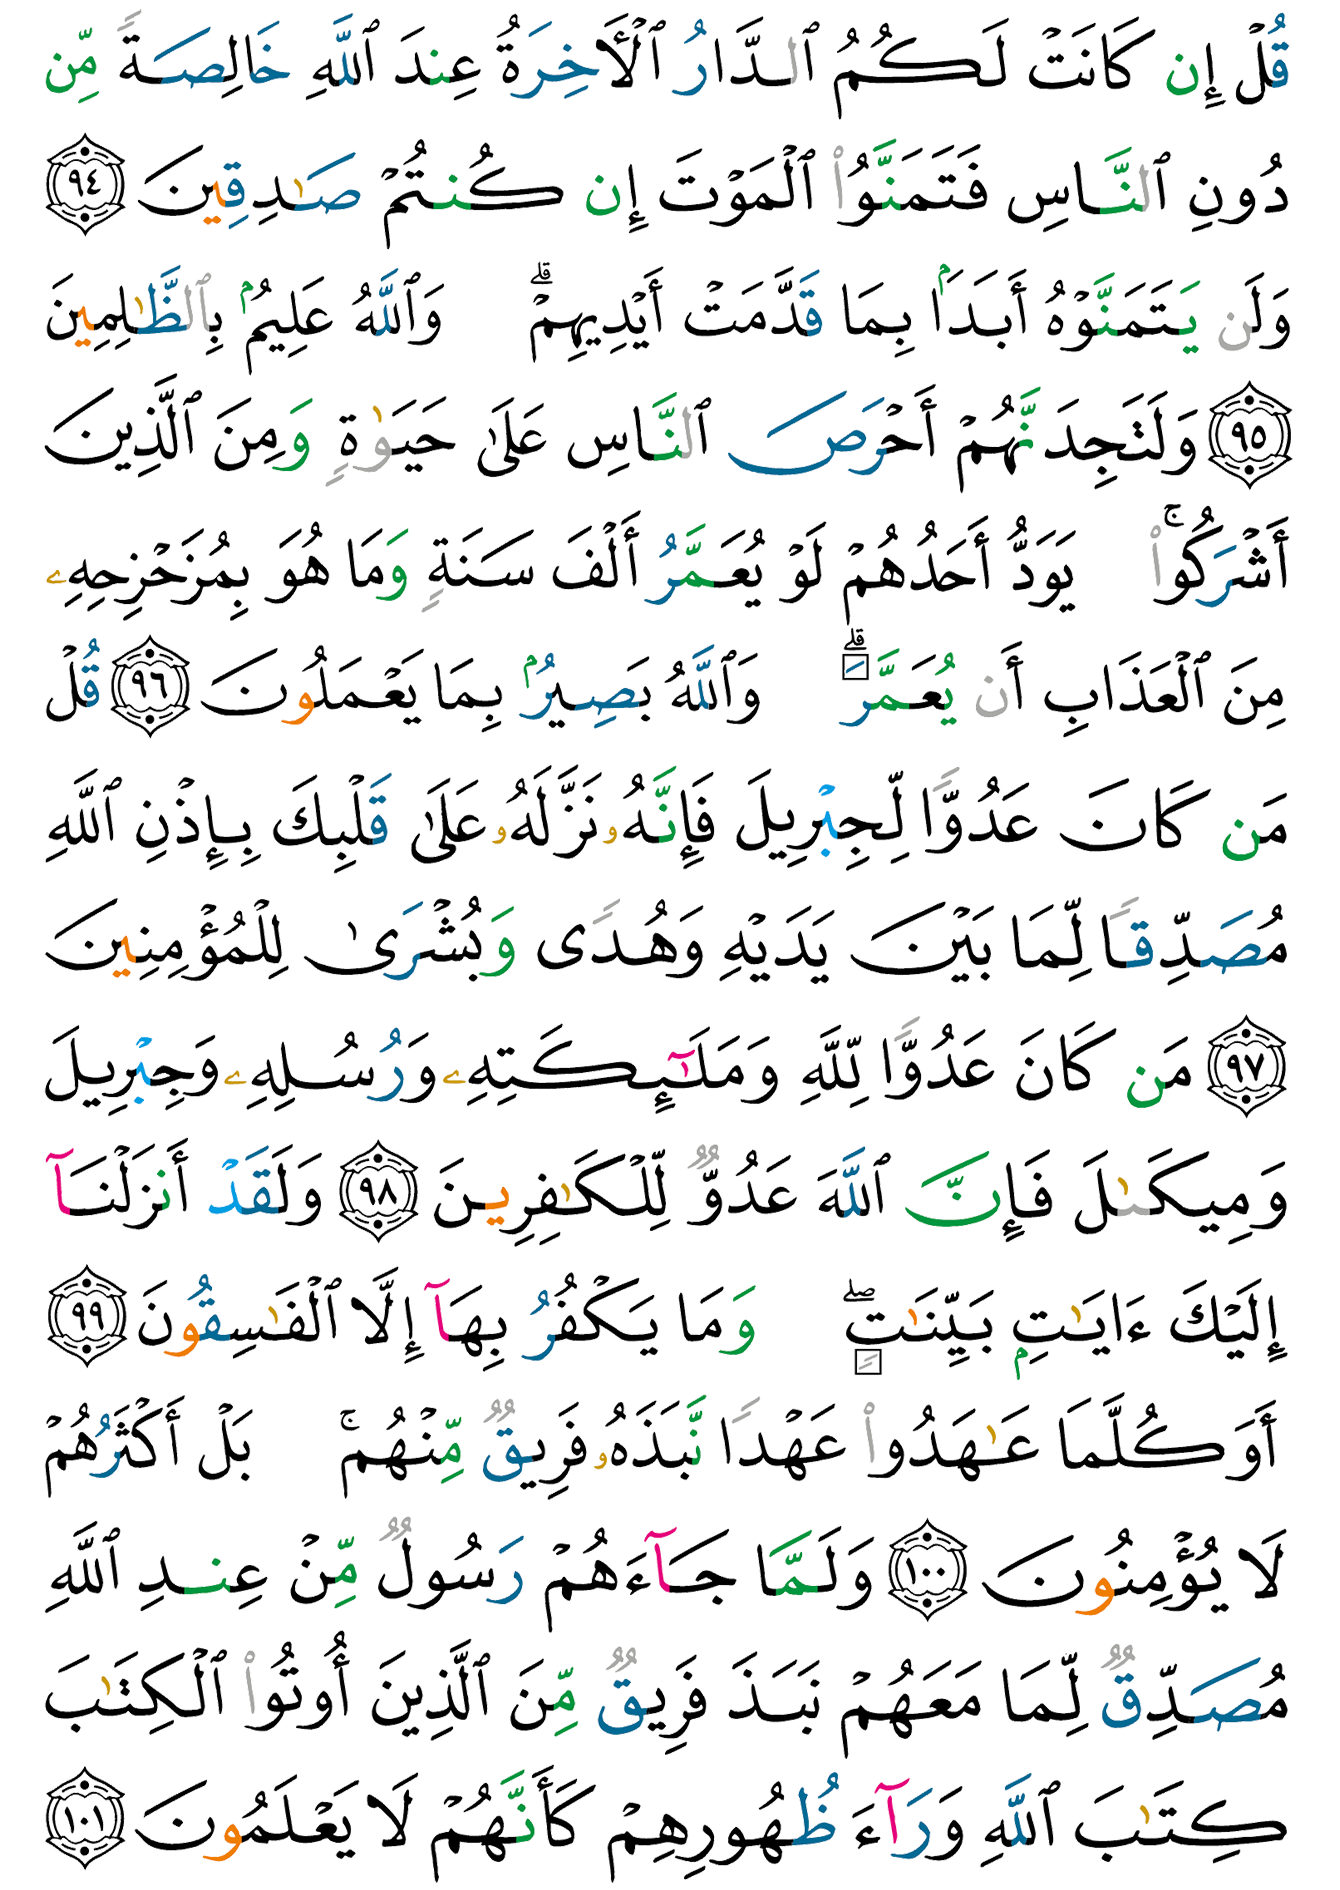 قُلۡ إِن كَانَتۡ لَكُمُ ٱلدَّارُ ٱلۡأٓخِرَةُ عِندَ ٱللَّهِ خَالِصَةٗ مِّن
دُونِ ٱلنَّاسِ فَتَمَنَّوُاْ ٱلۡمَوۡتَ إِن كُنتُمۡ صَٰدِقِينَ ٩٤
وَلَن يَتَمَنَّوۡهُ أَبَدَۢا بِمَا قَدَّمَتۡ أَيۡدِيهِمۡۚ وَٱللَّهُ عَلِيمُۢ بِٱلظَّٰلِمِينَ
٩٥ وَلَتَجِدَنَّهُمۡ أَحۡرَصَ ٱلنَّاسِ عَلَىٰ حَيَوٰةٖ وَمِنَ ٱلَّذِينَ
أَشۡرَكُواْۚ يَوَدُّ أَحَدُهُمۡ لَوۡ يُعَمَّرُ أَلۡفَ سَنَةٖ وَمَا هُوَ بِمُزَحۡزِحِهِۦ
مِنَ ٱلۡعَذَابِ أَن يُعَمَّرَۗ وَٱللَّهُ بَصِيرُۢ بِمَا يَعۡمَلُونَ ٩٦ قُلۡ
مَن كَانَ عَدُوّٗا لِّجِبۡرِيلَ فَإِنَّهُۥ نَزَّلَهُۥ عَلَىٰ قَلۡبِكَ بِإِذۡنِ ٱللَّهِ
مُصَدِّقٗا لِّمَا بَيۡنَ يَدَيۡهِ وَهُدٗى وَبُشۡرَىٰ لِلۡمُؤۡمِنِينَ
٩٧ مَن كَانَ عَدُوّٗا لِّلَّهِ وَمَلَٰٓئِكَتِهِۦ وَرُسُلِهِۦ وَجِبۡرِيلَ
وَمِيكَىٰلَ فَإِنَّ ٱللَّهَ عَدُوّٞ لِّلۡكَٰفِرِينَ ٩٨ وَلَقَدۡ أَنزَلۡنَآ
إِلَيۡكَ ءَايَٰتِۭ بَيِّنَٰتٖۖ وَمَا يَكۡفُرُ بِهَآ إِلَّا ٱلۡفَٰسِقُونَ ٩٩
أَوَكُلَّمَا عَٰهَدُواْ عَهۡدٗا نَّبَذَهُۥ فَرِيقٞ مِّنۡهُمۚ بَلۡ أَكۡثَرُهُمۡ
لَا يُؤۡمِنُونَ ١٠٠ وَلَمَّا جَآءَهُمۡ رَسُولٞ مِّنۡ عِندِ ٱللَّهِ
مُصَدِّقٞ لِّمَا مَعَهُمۡ نَبَذَ فَرِيقٞ مِّنَ ٱلَّذِينَ أُوتُواْ ٱلۡكِتَٰبَ
كِتَٰبَ ٱللَّهِ وَرَآءَ ظُهُورِهِمۡ كَأَنَّهُمۡ لَا يَعۡلَمُونَ ١٠١